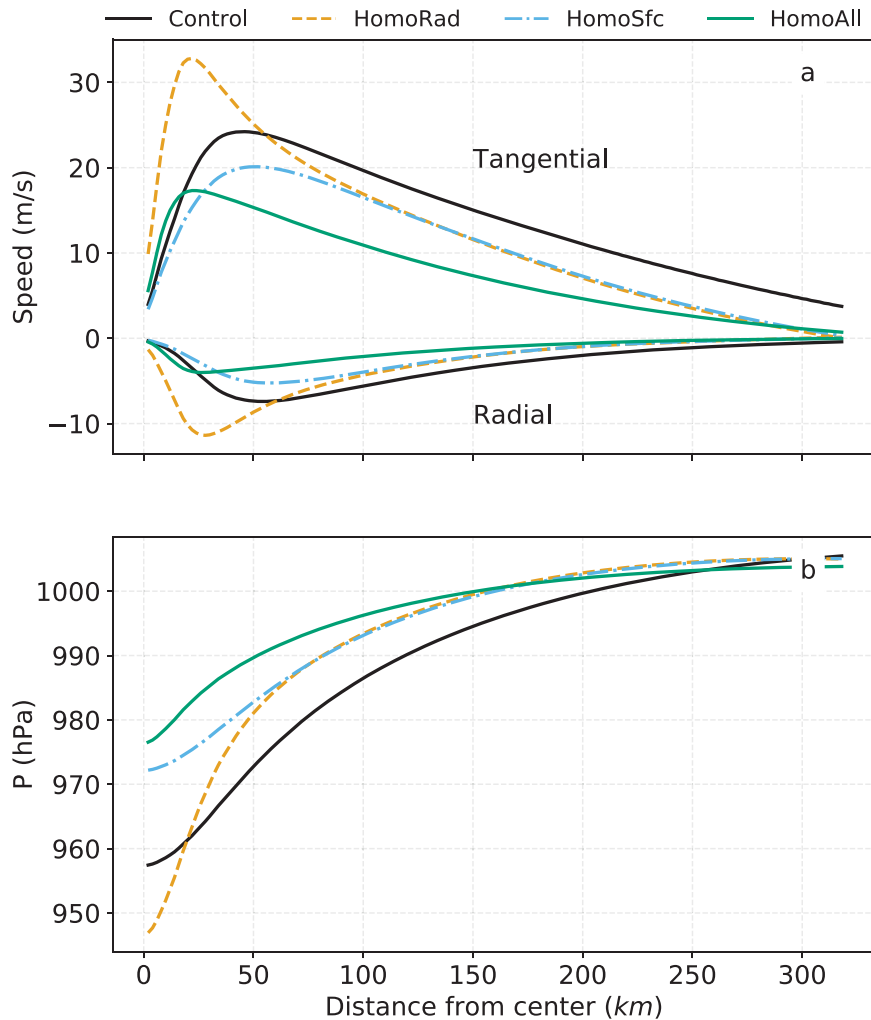 Control HomoRad HomoSfc HomoAll
a
30
20
10
0
−10
Speed (m/s)
Tangential
Radial
b
1000
990
980
970
960
950
P (hPa)
0 50 100 150 200 250 300
Distance from center (km)